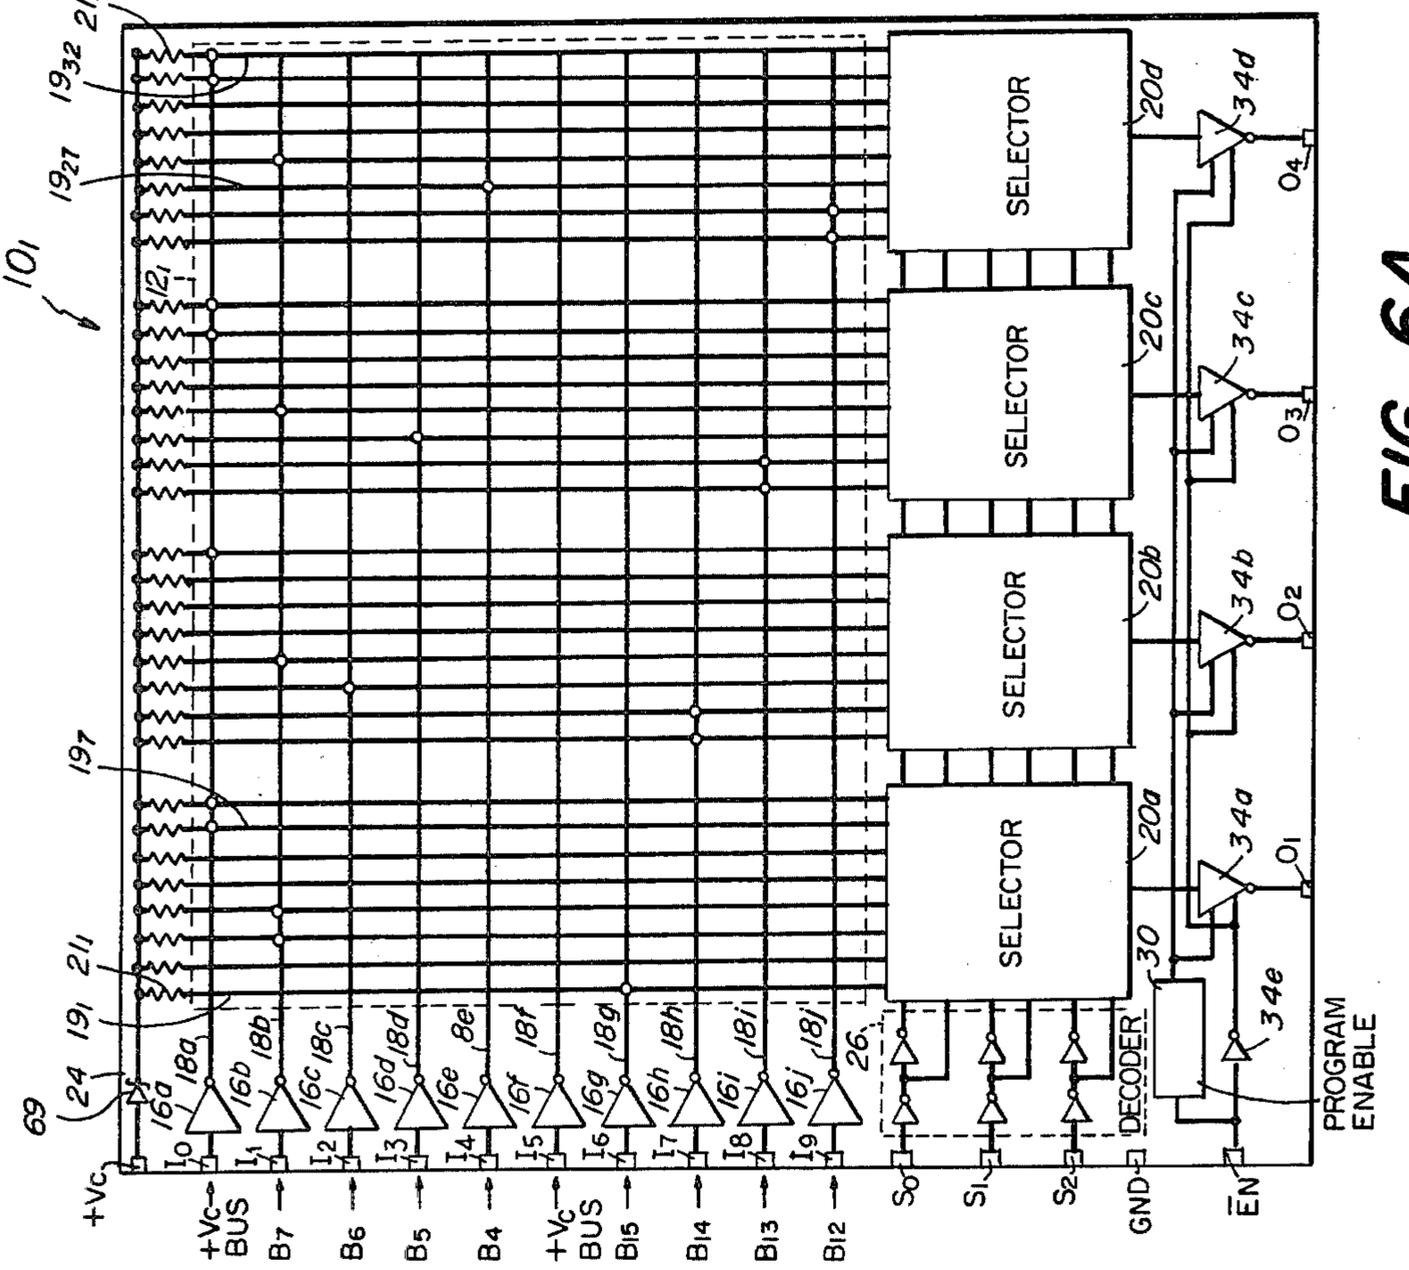 10₁
+Vc
69
24
19₁
21₁
19₇
12₁
19₂₇
19₃₂
+Vc
BUS
I₀
16a
18a
B₇
I₁
16b
18b
B₆
I₂
16c
18c
B₅
I₃
16d
18d
B₄
I₄
16e
8e
+Vc
BUS
I₅
16f
18f
B₁₅
I₆
16g
18g
B₁₄
I₇
16h
18h
B₁₃
I₈
16i
18i
B₁₂
I₉
16j
18j
26
S₀
S₁
S₂
DECODER
GND
EN
SELECTOR
SELECTOR
SELECTOR
SELECTOR
20a
20b
20c
20d
30
34a
34b
34c
34d
34e
PROGRAM
ENABLE
O₁
O₂
O₃
O₄